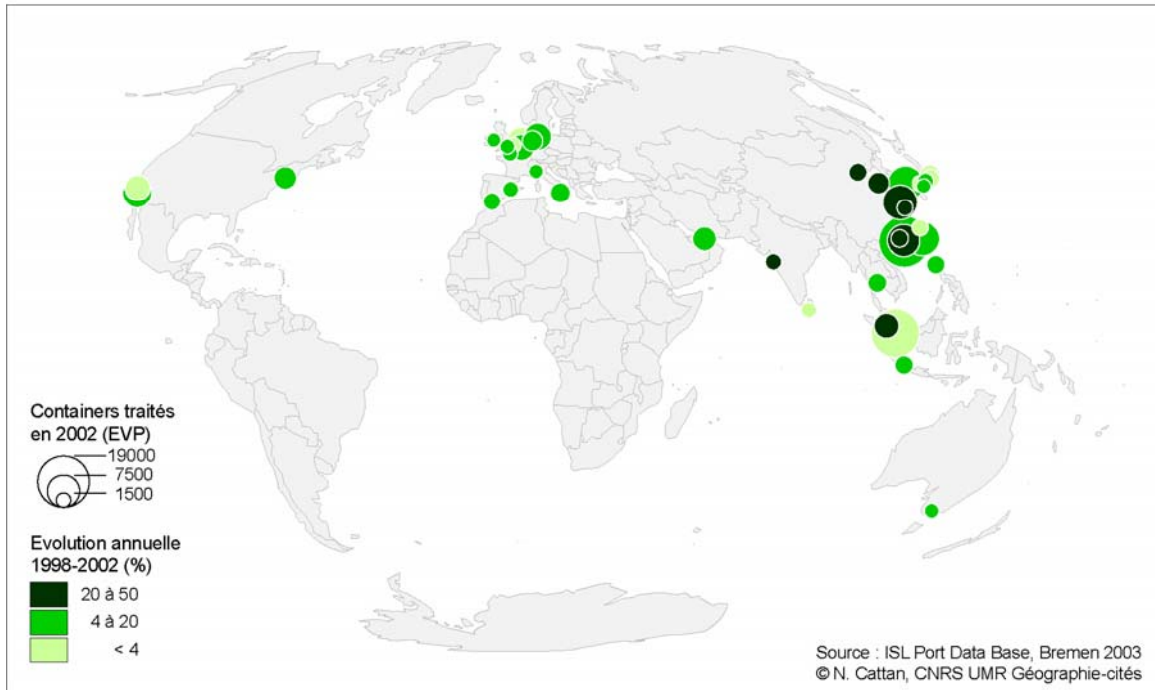 Containers traités
en 2002 (EVP)
19000
7500
1500
Evolution annuelle
1998-2002 (%)
20 à 50
4 à 20
< 4
Source : ISL Port Data Base, Bremen 2003
© N. Cattan, CNRS UMR Géographie-cités